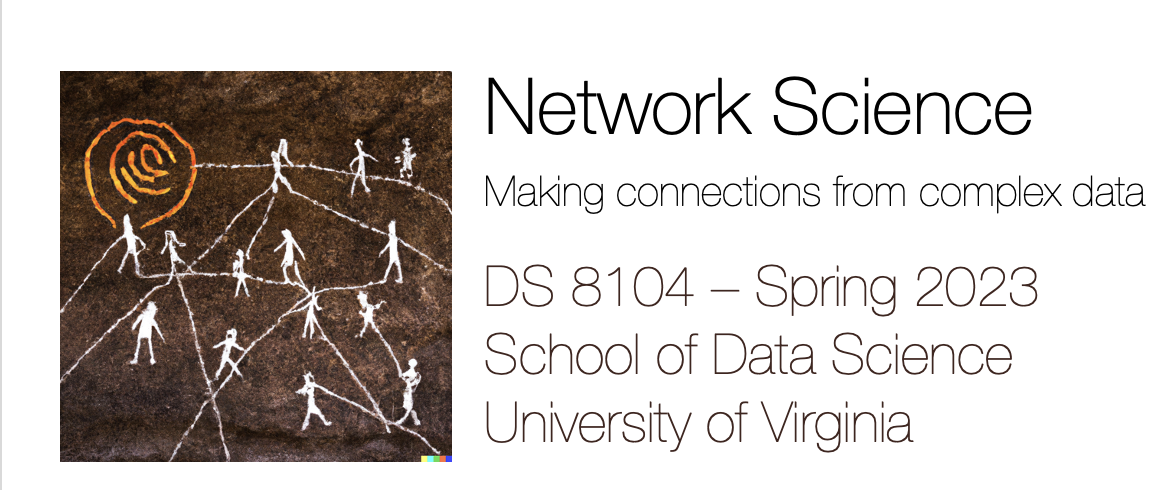 Network Science
Making connections from complex data
DS 8104 – Spring 2023
School of Data Science
University of Virginia